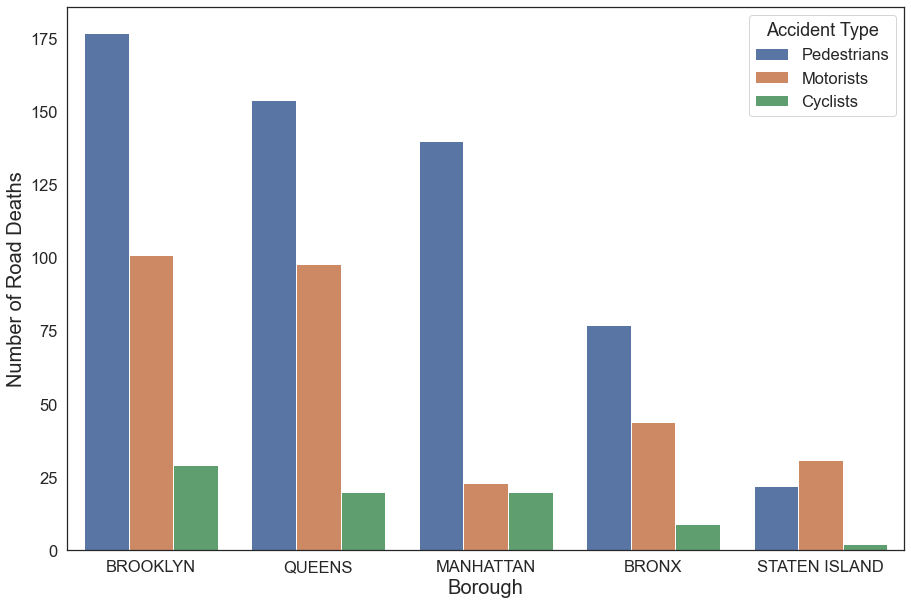 Accident Type
Pedestrians
Motorists
Cyclists
Number of Road Deaths
175
150
125
100
75
50
25
0
BROOKLYN QUEENS MANHATTAN BRONX STATEN ISLAND
Borough